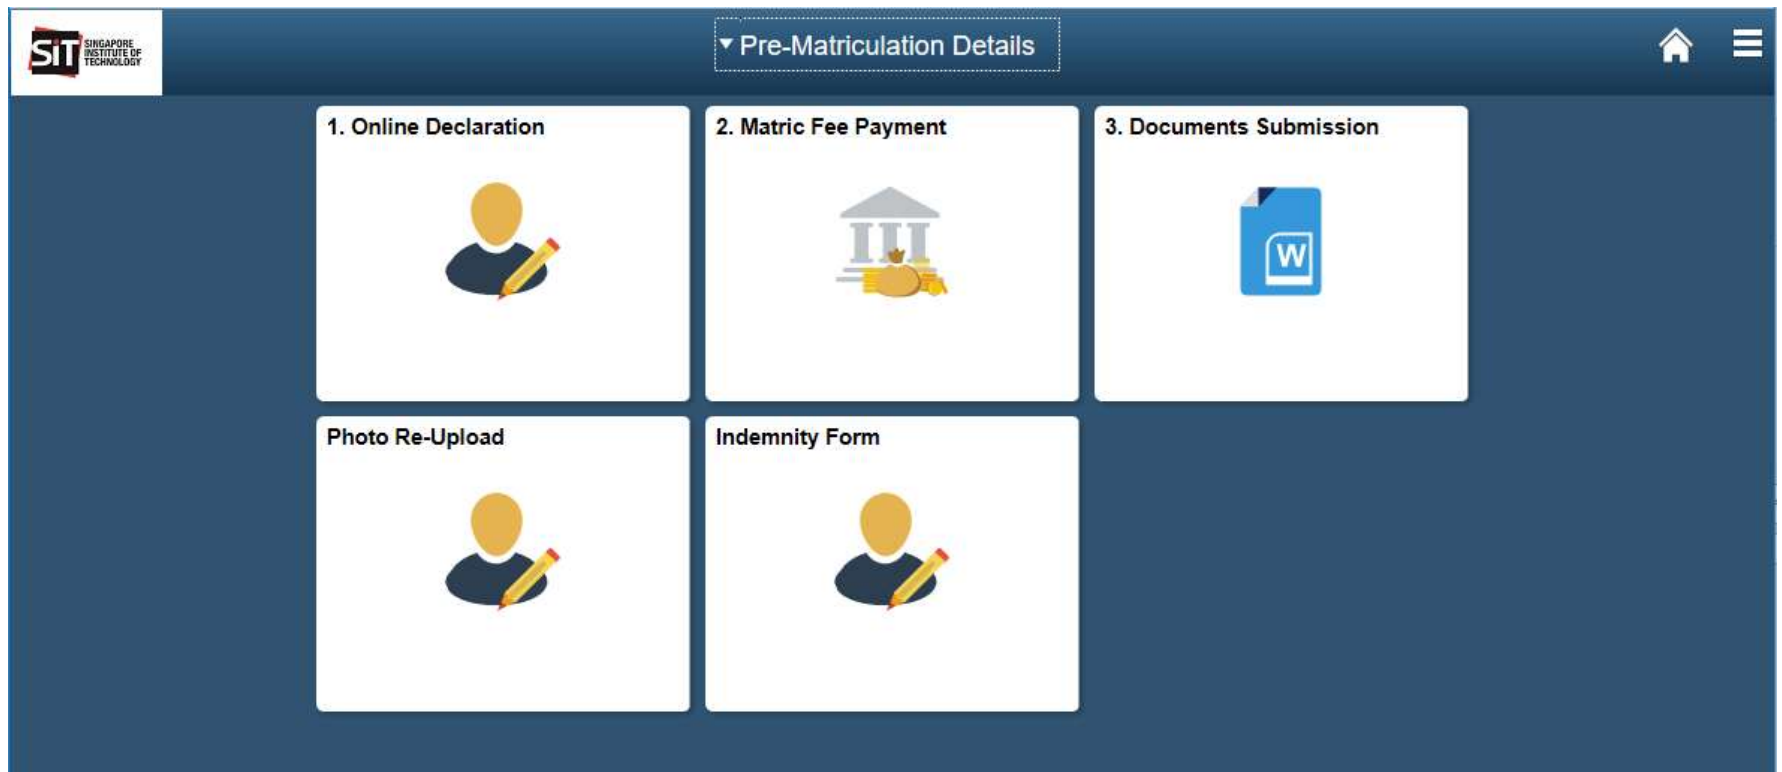 SiT
SINGAPORE
INSTITUTE OF
TECHNOLOGY
Pre-Matriculation Details
1. Online Declaration
2. Matric Fee Payment
3. Documents Submission
W
Photo Re-Upload
Indemnity Form